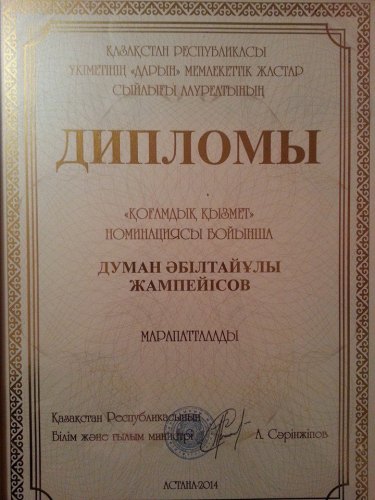 ҚАЗАҚСТАН РЕСПУБЛИКАСЫ
ҮКІМЕТІНІҢ «ДАРЫН» МЕМЛЕКЕТТІК ЖАСТАР
СЫЙЛЫҒЫ ЛАУРЕАТЫНЫҢ
ДИПЛОМЫ
«ҚОҒАМДЫҚ ҚЫЗМЕТ»
НОМИНАЦИЯСЫ БОЙЫНША
ДУМАН ӘБІЛТАЙҰЛЫ
ЖАМПЕЙІСОВ
МАРАПАТТАЛАДЫ
Қазақстан Республикасының
Білім және ғылым министрі А. Сәрінжіпов
АСТАНА-2014